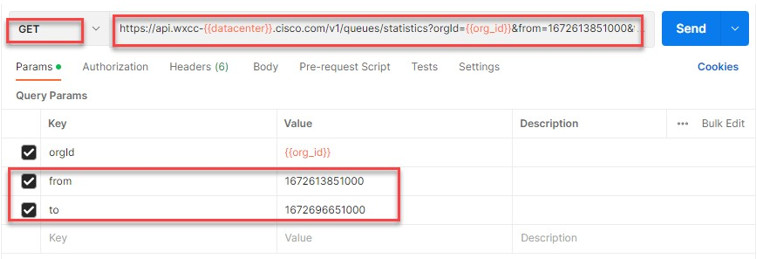 GET https://api.wxcc-{{datacenter}}.cisco.com/v1/queues/statistics?orgId={{org_id}}&from=1672613851000& ... Send
Params Authorization Headers (6) Body Pre-request Script Tests Settings Cookies
Query Params
Key Value Description ••• Bulk Edit
orgId {{org_id}}
from 1672613851000
to 1672696651000
Key Value Description